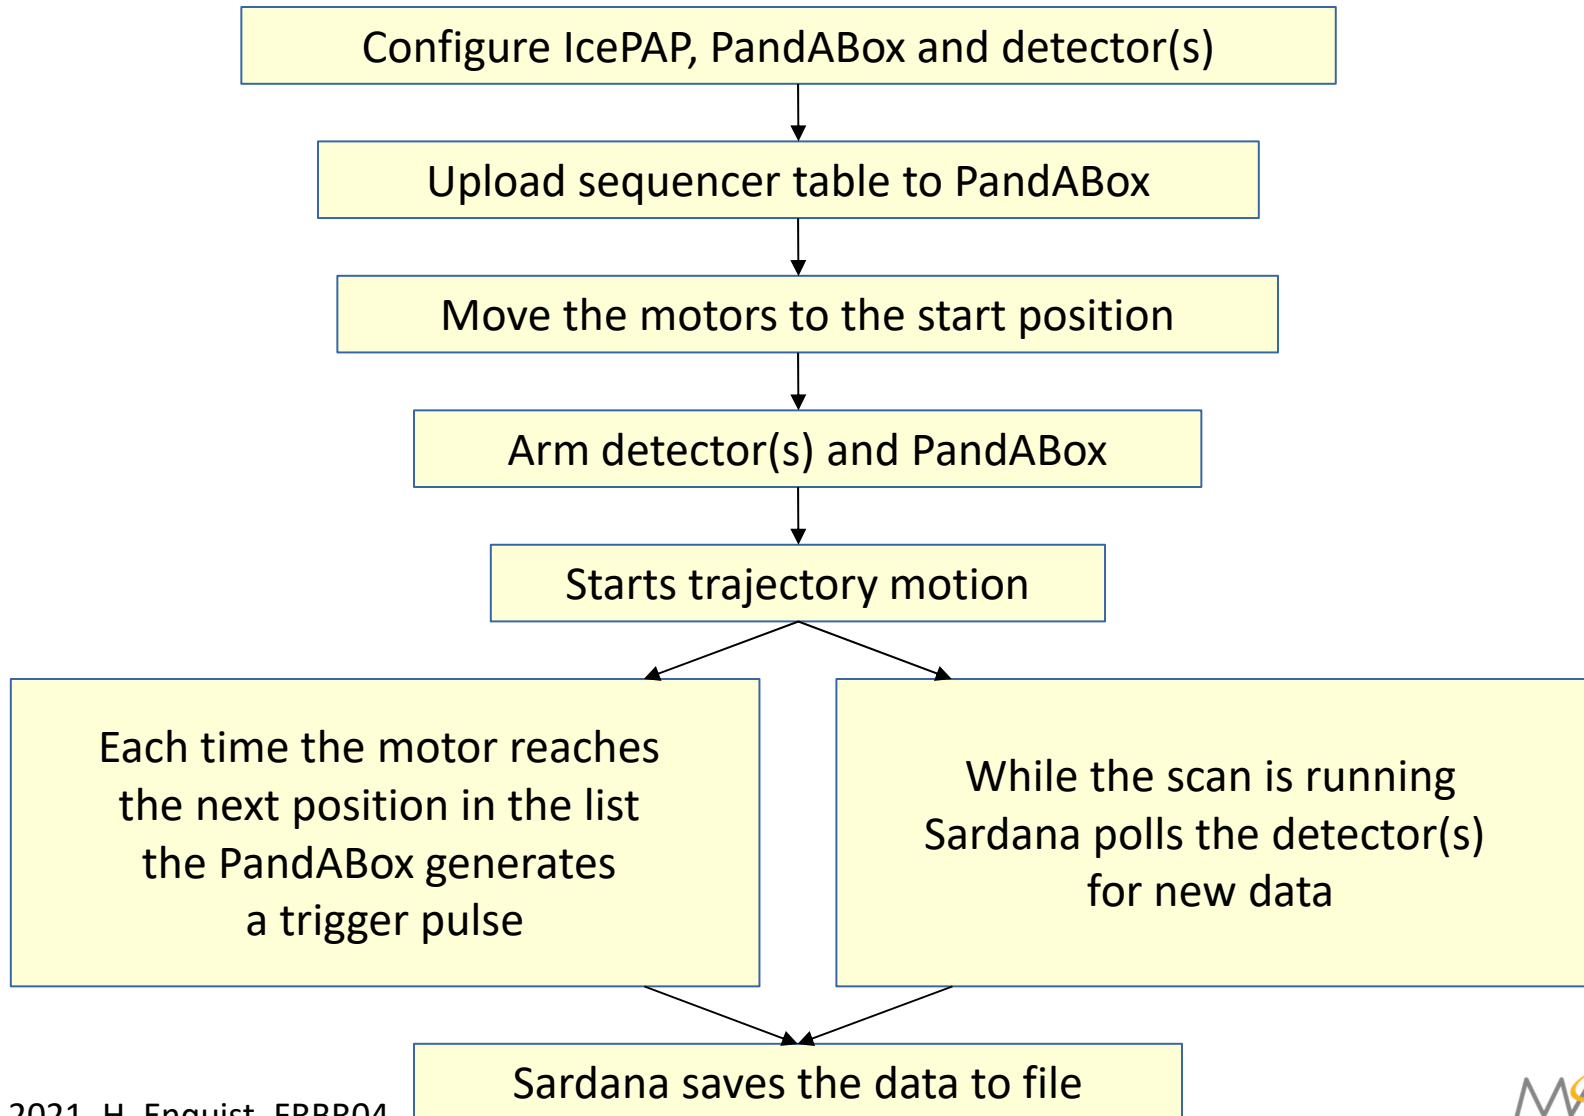 Configure IcePAP, PandABox and detector(s)
Upload sequencer table to PandABox
Move the motors to the start position
Arm detector(s) and PandABox
Starts trajectory motion
Each time the motor reaches
the next position in the list
the PandABox generates
a trigger pulse
While the scan is running
Sardana polls the detector(s)
for new data
Sardana saves the data to file
2021, H. Enquist, FRBR04